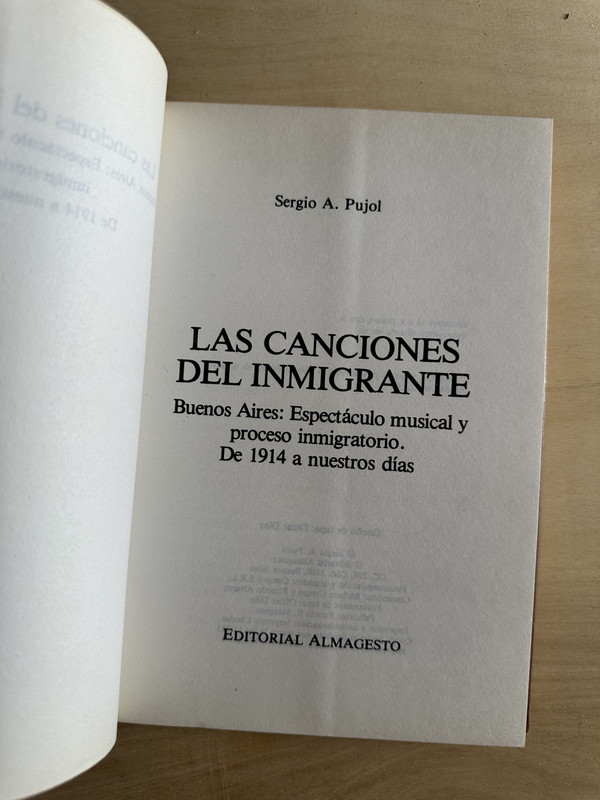 Sergio A. Pujol
LAS CANCIONES
DEL INMIGRANTE
Buenos Aires: Espectáculo musical y
proceso inmigratorio.
De 1914 a nuestros días
EDITORIAL ALMAGESTO